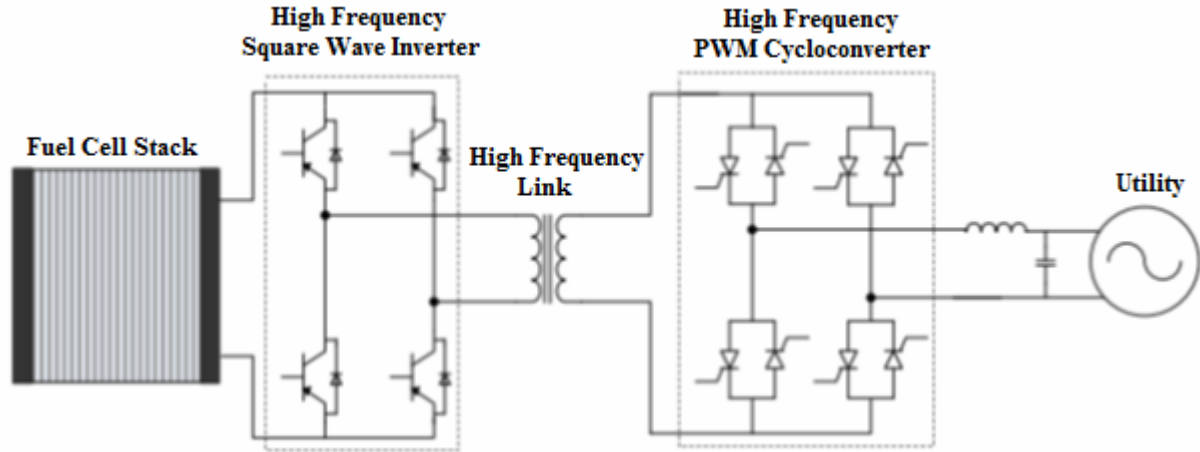 High Frequency
Square Wave Inverter
High Frequency
PWM Cycloconverter
Fuel Cell Stack
High Frequency
Link
Utility